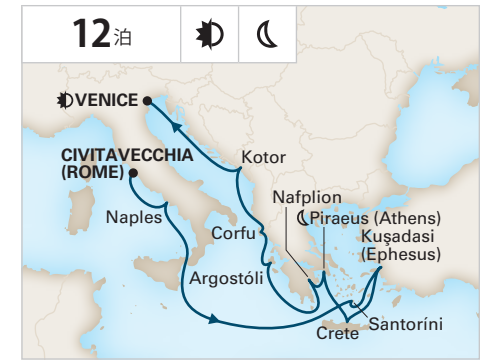 12泊
VENICE
CIVITAVECCHIA
(ROME)
Kotor
Nafplion
Piraeus (Athens)
Naples
Kuşadasi
(Ephesus)
Corfu
Argostóli
Santoríni
Crete